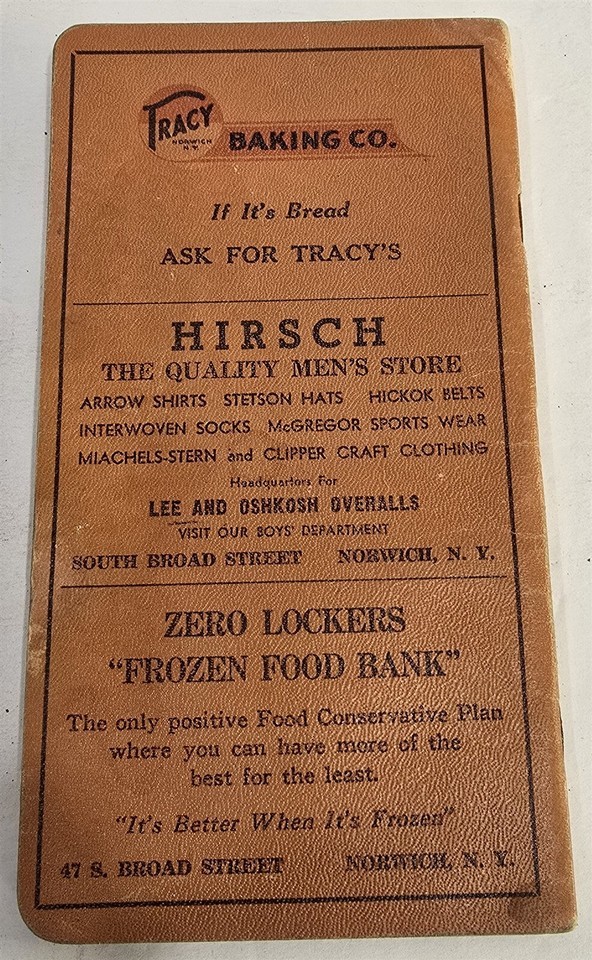 TRACY
NORWICH
N.Y.
BAKING CO.
If It's Bread
ASK FOR TRACY'S
HIRSCH
THE QUALITY MEN'S STORE
ARROW SHIRTS STETSON HATS HICKOK BELTS
INTERWOVEN SOCKS McGREGOR SPORTS WEAR
MIACHELS-STERN and CLIPPER CRAFT CLOTHING
Headquarters For
LEE AND OSHKOSH OVERALLS
VISIT OUR BOYS' DEPARTMENT
SOUTH BROAD STREET NORWICH, N. Y.
ZERO LOCKERS
"FROZEN FOOD BANK"
The only positive Food Conservative Plan
where you can have more of the
best for the least.
"It's Better When It's Frozen"
47 S. BROAD STREET NORWICH, N. Y.